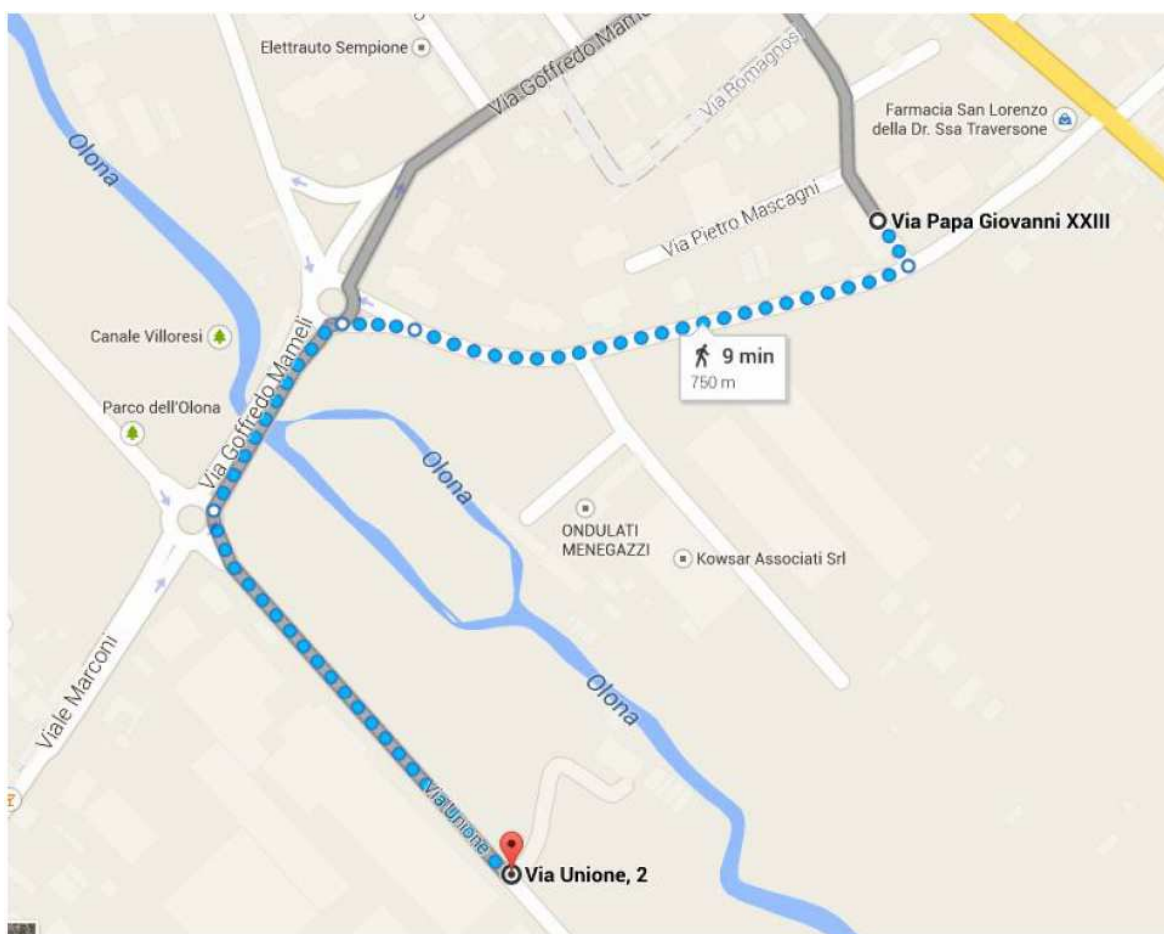 Elettrauto Sempione
Via Goffredo Mame
Via Romagnos
Farmacia San Lorenzo
della Dr. Ssa Traversone
Olona
Via Pietro Mascagni
Via Papa Giovanni XXIII
Canale Villoresi
Via Goffredo Mameli
9 min
750 m
Parco dell'Olona
Olona
ONDULATI
MENEGAZZI
Kowsar Associati Srl
Viale Marconi
Olona
Via Unione
Via Unione, 2